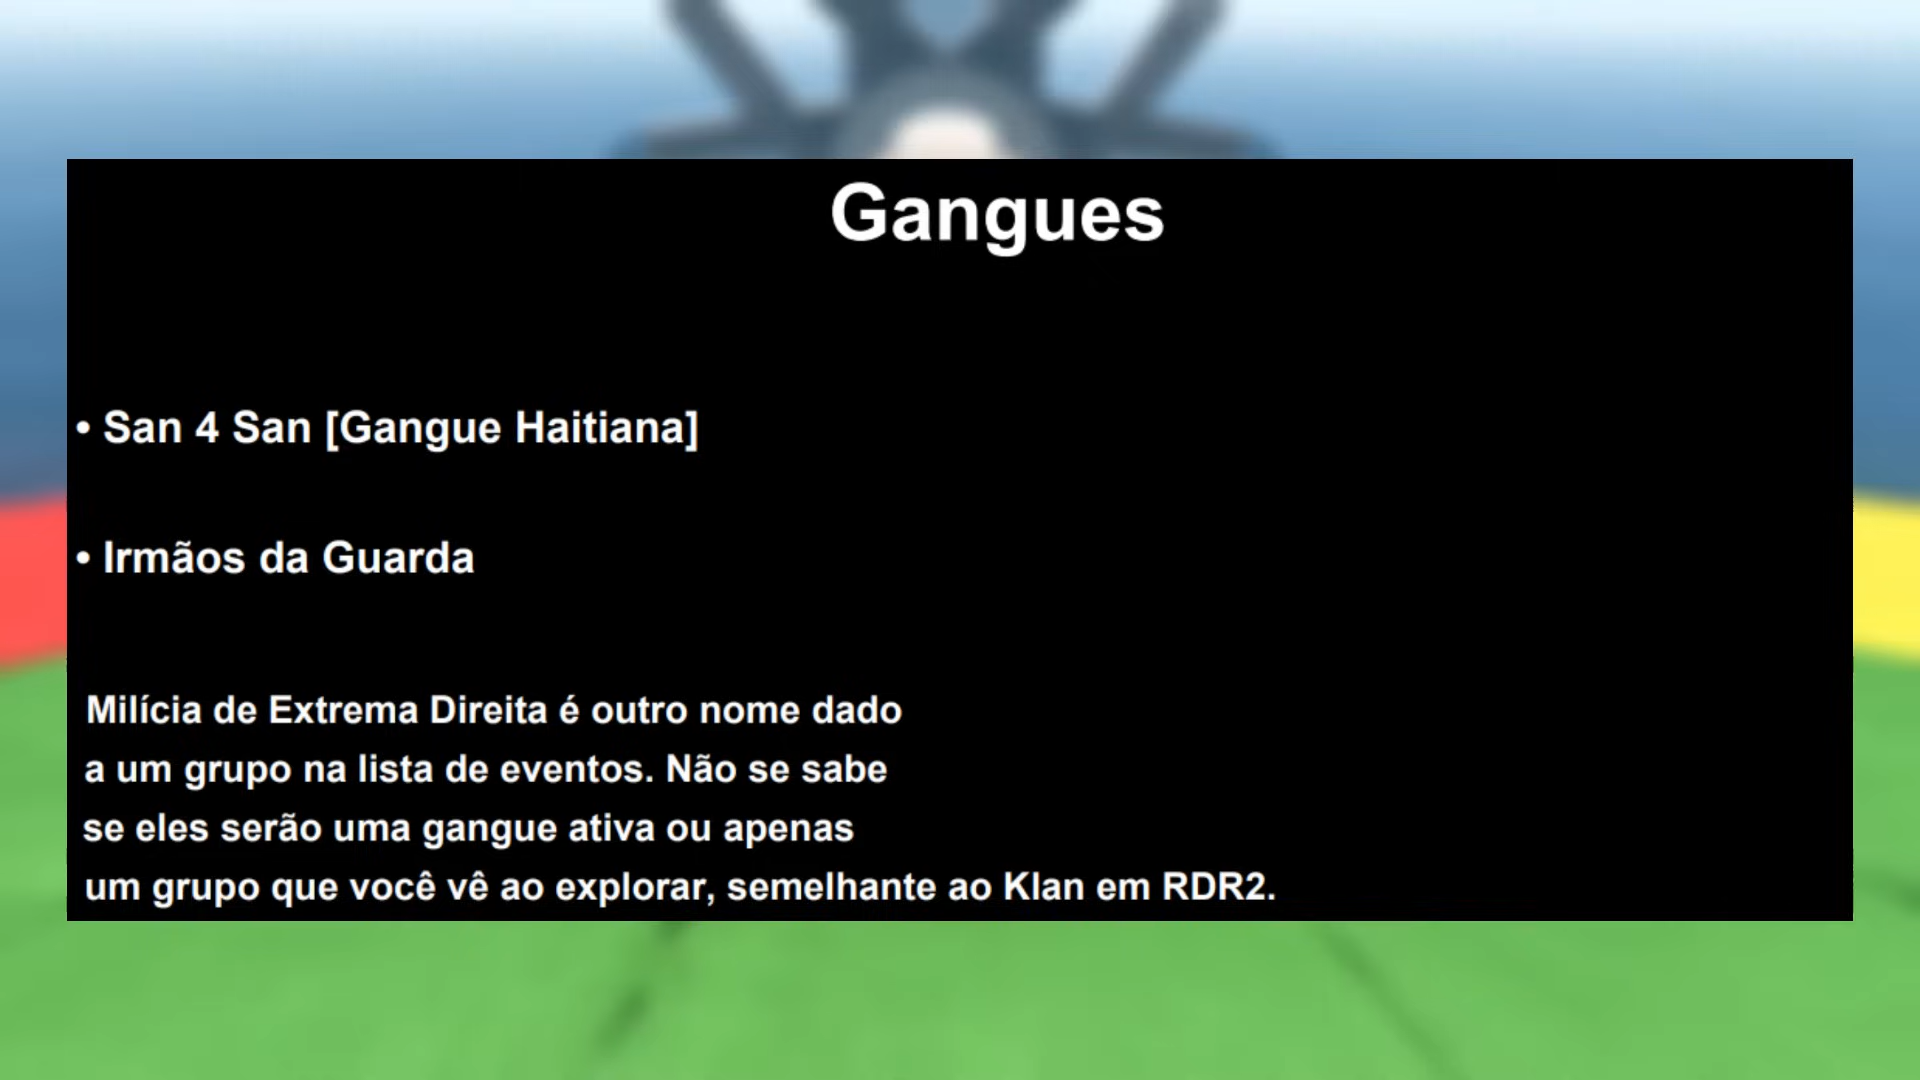 Gangues
• San 4 San [Gangue Haitiana]
• Irmãos da Guarda
Milícia de Extrema Direita é outro nome dado
a um grupo na lista de eventos. Não se sabe
se eles serão uma gangue ativa ou apenas
um grupo que você vê ao explorar, semelhante ao Klan em RDR2.